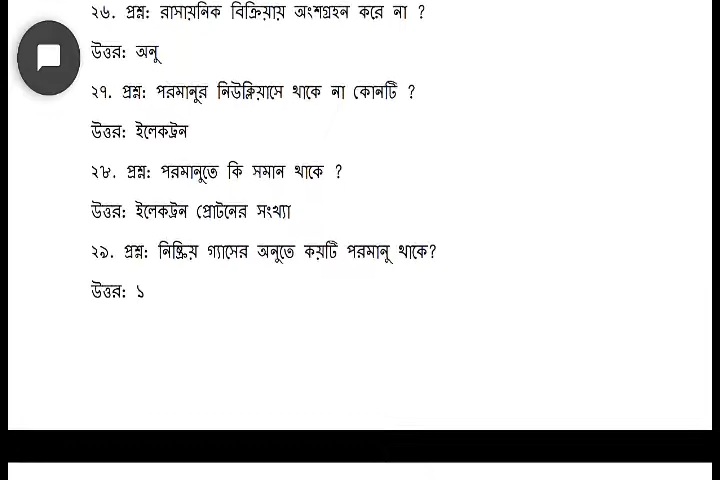 ২৬. প্রশ্ন: রাসায়নিক বিক্রিয়ায় অংশগ্রহন করে না ?
উত্তর: অনু
২৭. প্রশ্ন: পরমানুর নিউক্লিয়াসে থাকে না কোনটি ?
উত্তর: ইলেকট্রন
২৮. প্রশ্ন: পরমানুতে কি সমান থাকে ?
উত্তর: ইলেকট্রন প্রোটনের সংখ্যা
২৯. প্রশ্ন: নিষ্ক্রিয় গ্যাসের অনুতে কয়টি পরমানু থাকে?
উত্তর: ১